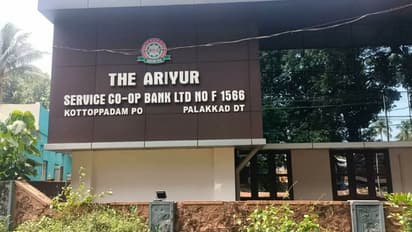 THE ARIYUR
SERVICE CO-OP BANK LTD NO F 1566
KOTTOPPADAM PO PALAKKAD DT